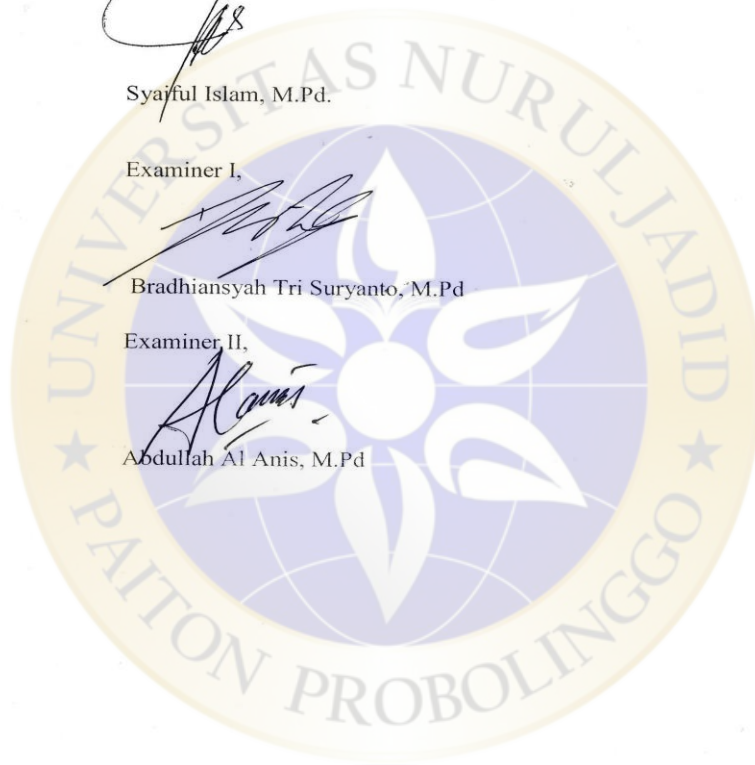 Syaiful Islam, M.Pd.
Examiner I,
Bradhiansyah Tri Suryanto, M.Pd
Examiner II,
Abdullah Al Anis, M.Pd
UNIVERSITAS NURUL JADID
★ PAITON PROBOLINGGO ★